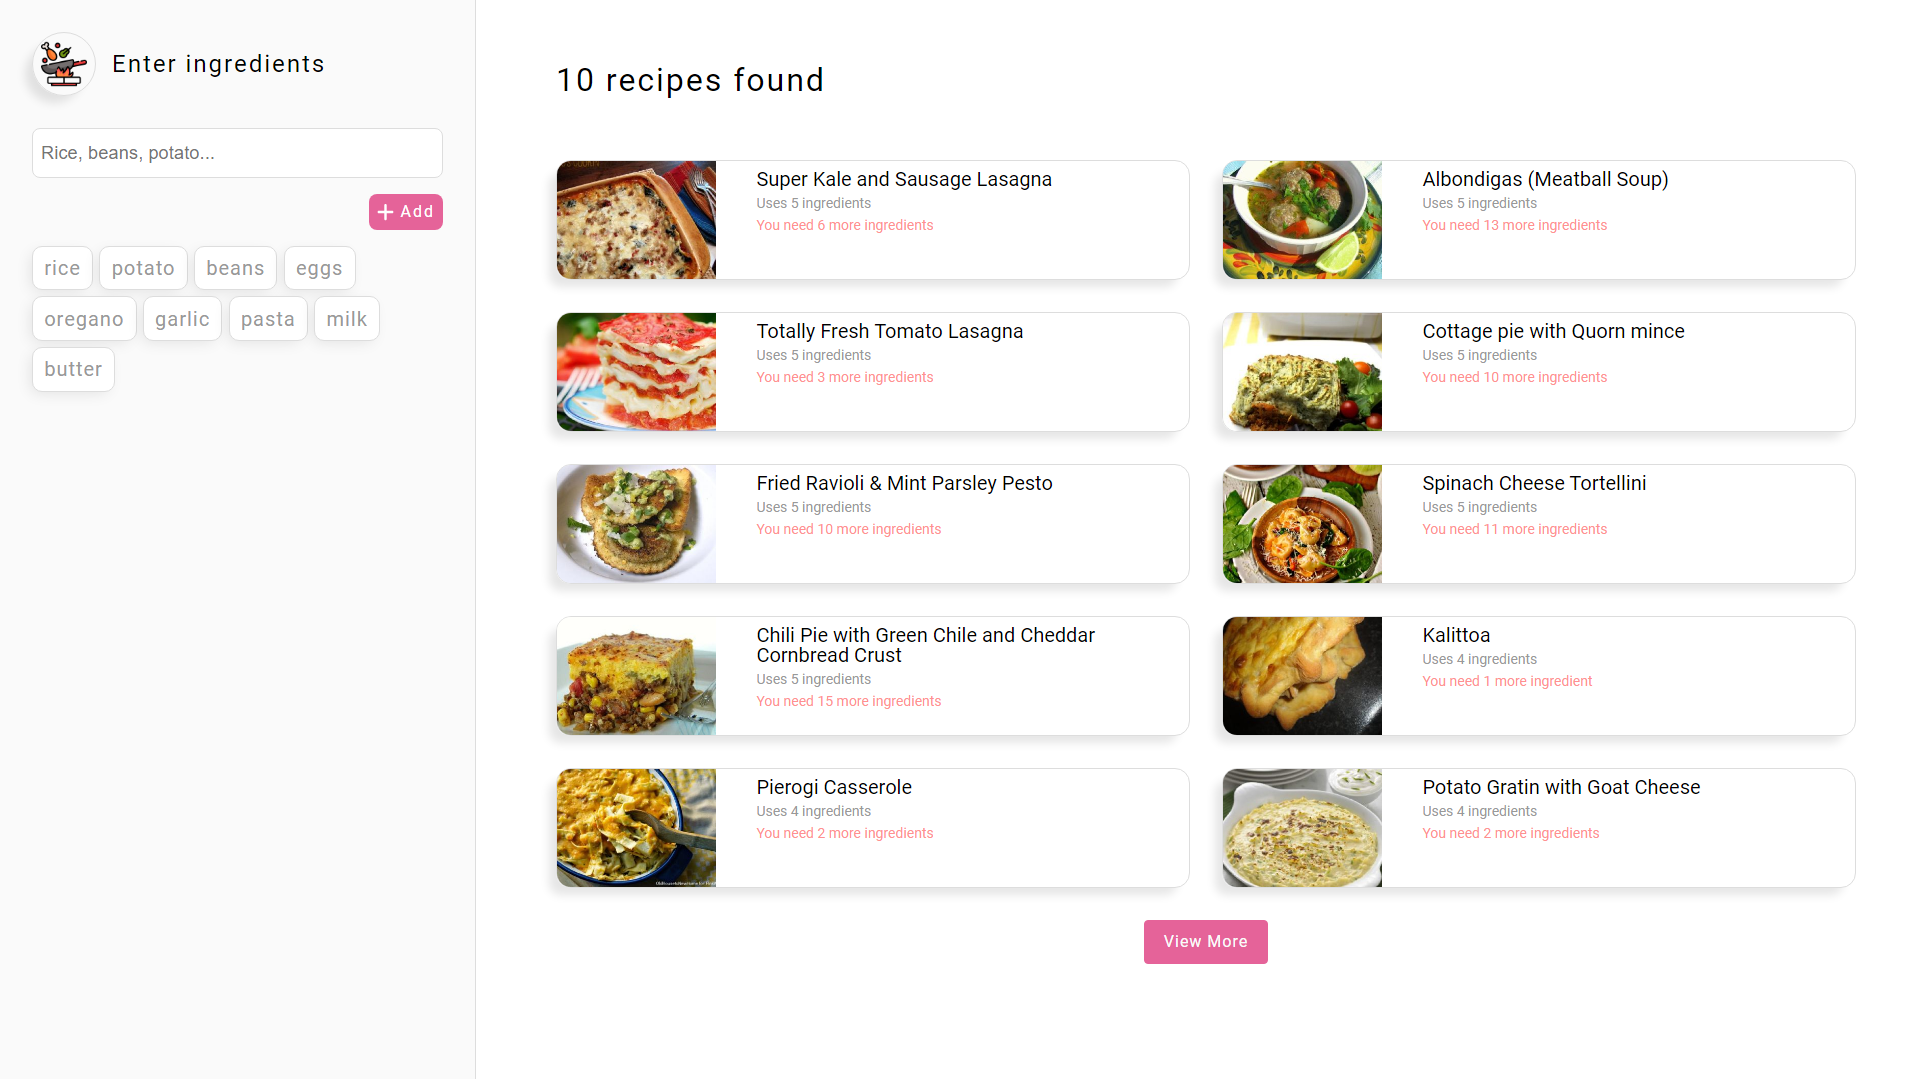 Enter ingredients
Rice, beans, potato...
Add
rice potato beans eggs
oregano garlic pasta milk
butter
10 recipes found
Super Kale and Sausage Lasagna
Uses 5 ingredients
You need 6 more ingredients
Albondigas (Meatball Soup)
Uses 5 ingredients
You need 13 more ingredients
Totally Fresh Tomato Lasagna
Uses 5 ingredients
You need 3 more ingredients
Cottage pie with Quorn mince
Uses 5 ingredients
You need 10 more ingredients
Fried Ravioli & Mint Parsley Pesto
Uses 5 ingredients
You need 10 more ingredients
Spinach Cheese Tortellini
Uses 5 ingredients
You need 11 more ingredients
Chili Pie with Green Chile and Cheddar
Cornbread Crust
Uses 5 ingredients
You need 15 more ingredients
Kalittoa
Uses 4 ingredients
You need 1 more ingredient
Pierogi Casserole
Uses 4 ingredients
You need 2 more ingredients
Potato Gratin with Goat Cheese
Uses 4 ingredients
You need 2 more ingredients
View More